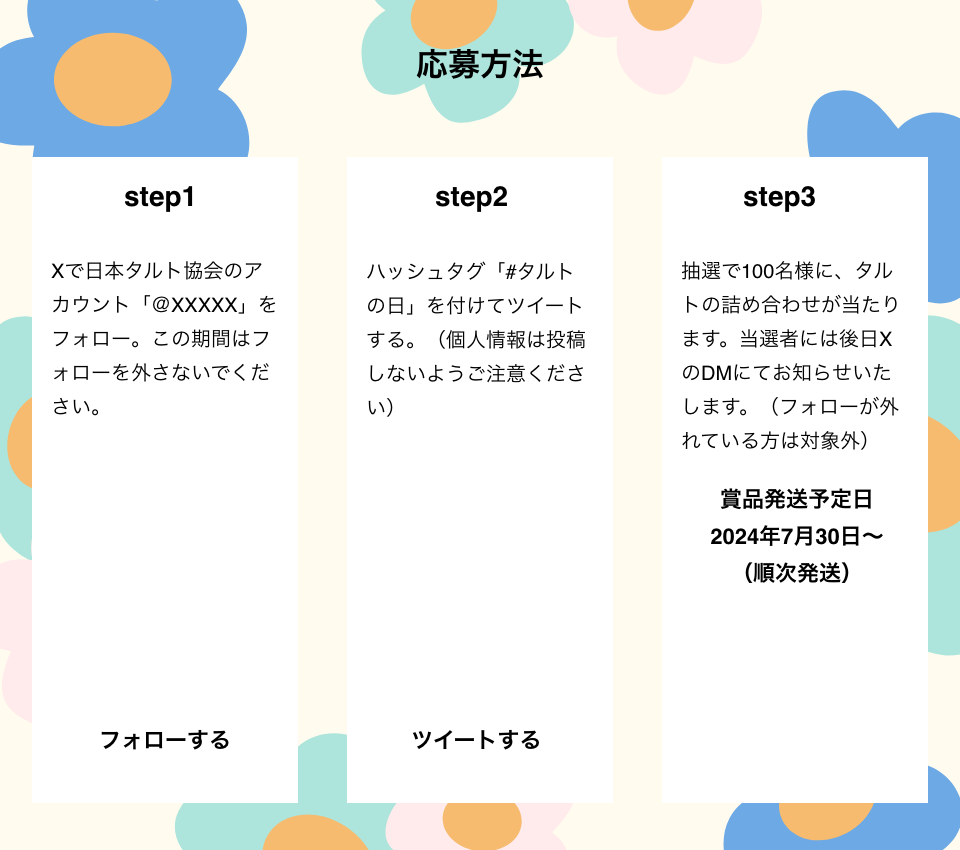 応募方法
step1
Xで日本タルト協会のア
カウント「@XXXXX」を
フォロー。この期間はフ
ォローを外さないでくだ
さい。
フォローする
step2
ハッシュタグ「#タルト
の日」を付けてツイート
する。（個人情報は投稿
しないようご注意くださ
い）
ツイートする
step3
抽選で100名様に、タル
トの詰め合わせが当たり
ます。当選者には後日X
のDMにてお知らせいた
します。（フォローが外
れている方は対象外）
賞品発送予定日
2024年7月30日〜
（順次発送）